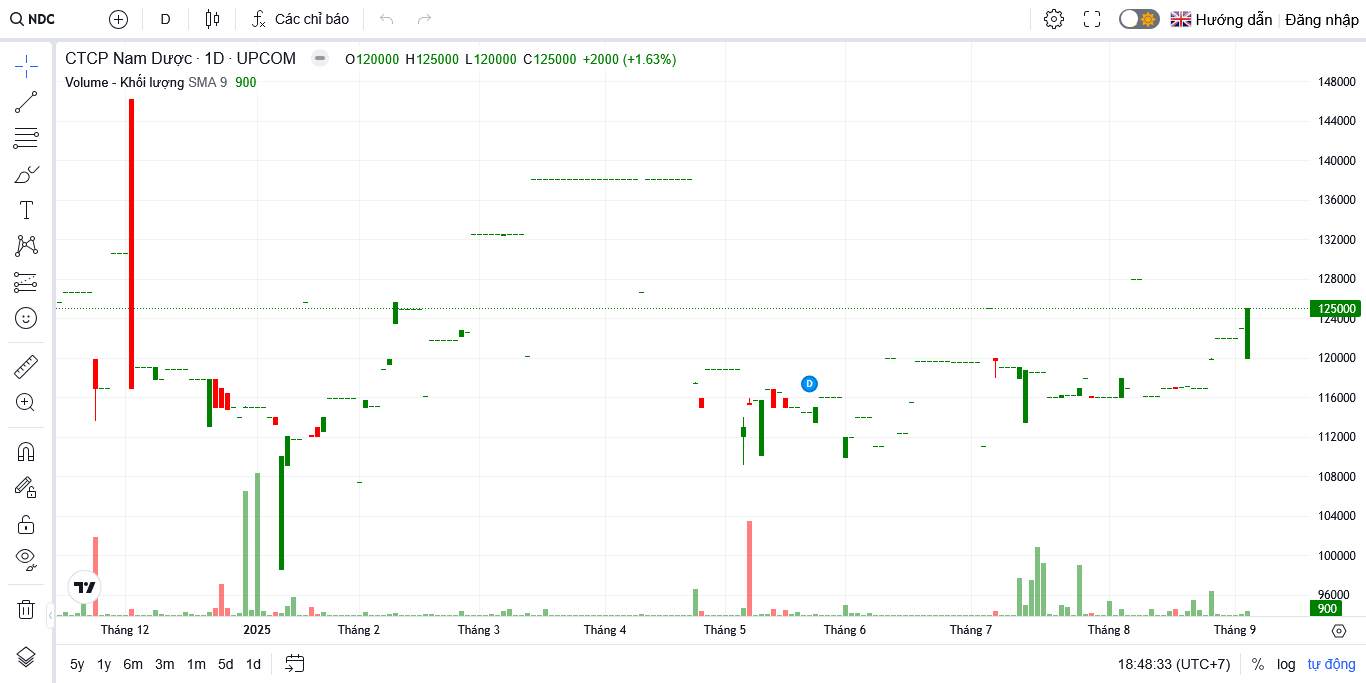 NDC D Các chỉ báo Hướng dẫn Đăng nhập
CTCP Nam Dược · 1D · UPCOM O120000 H125000 L120000 C125000 +2000 (+1.63%)
Volume - Khối lượng SMA 9 900
148000
144000
140000
136000
132000
128000
125000
124000
120000
116000
112000
108000
104000
100000
96000
900
D
Tháng 12 2025 Tháng 2 Tháng 3 Tháng 4 Tháng 5 Tháng 6 Tháng 7 Tháng 8 Tháng 9
5y 1y 6m 3m 1m 5d 1d 18:48:33 (UTC+7) % log tự động